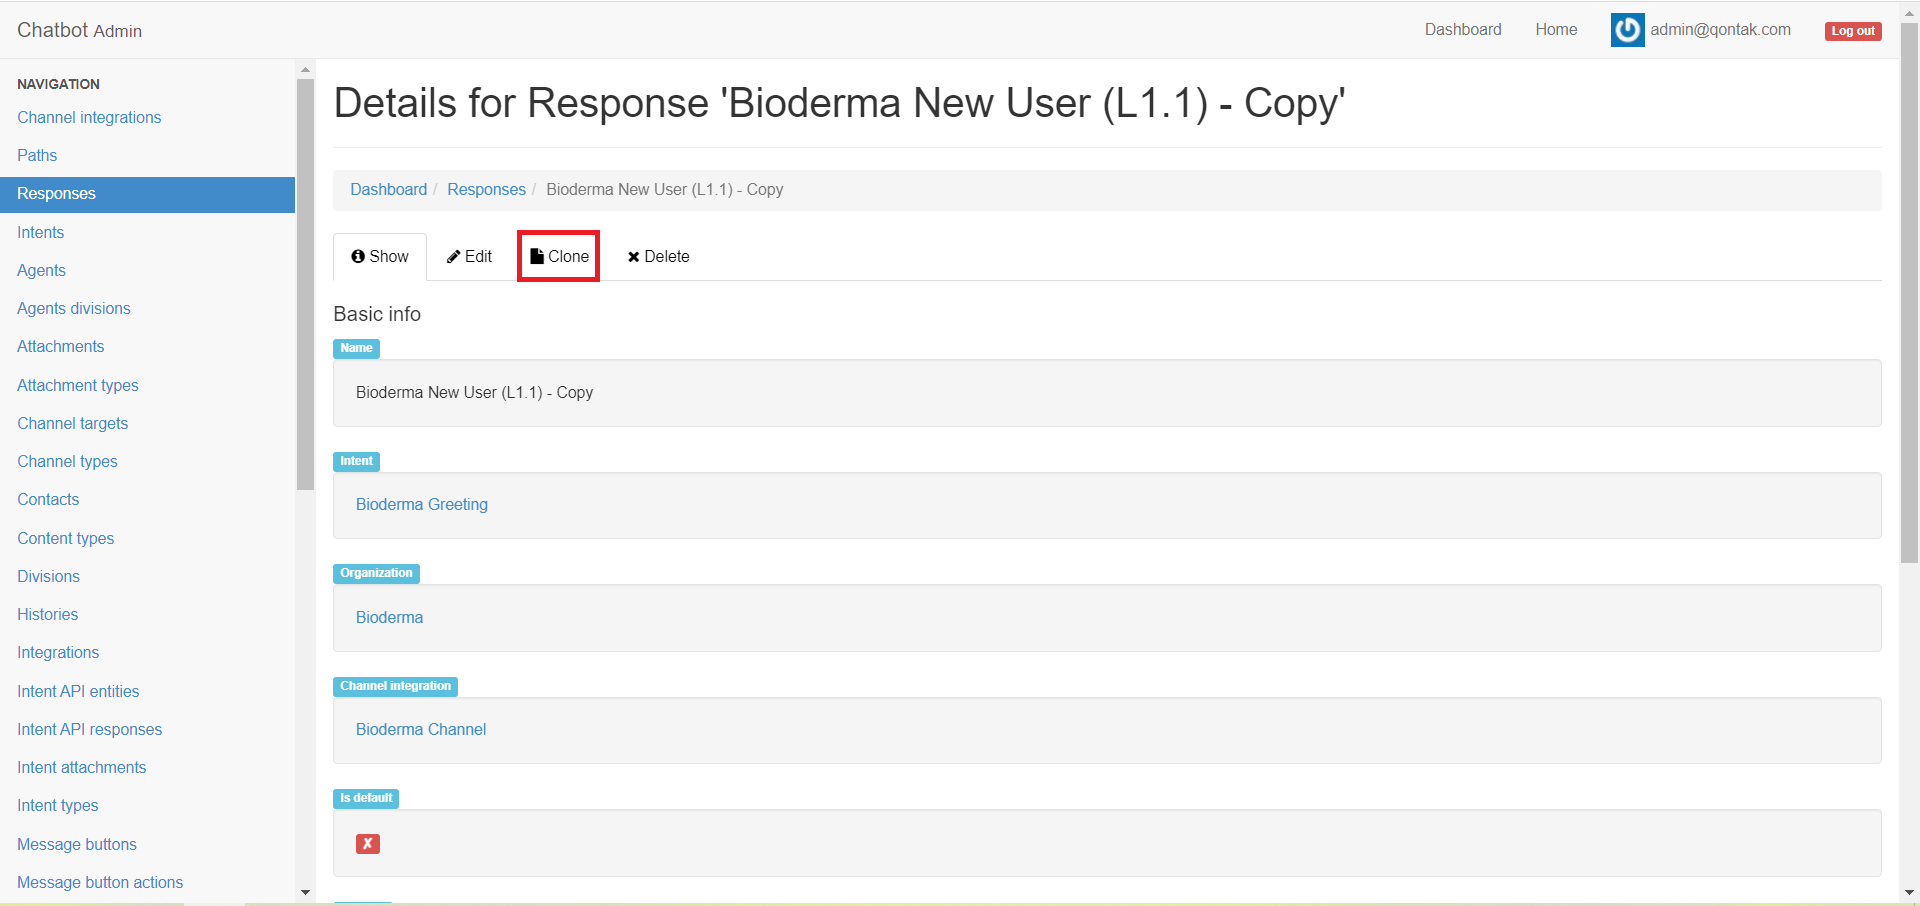 Chatbot Admin
Dashboard
Home
admin@qontak.com
Log out
NAVIGATION
Channel integrations
Paths
Responses
Intents
Agents
Agents divisions
Attachments
Attachment types
Channel targets
Channel types
Contacts
Content types
Divisions
Histories
Integrations
Intent API entities
Intent API responses
Intent attachments
Intent types
Message buttons
Message button actions
Details for Response 'Bioderma New User (L1.1) - Copy'
Dashboard / Responses / Bioderma New User (L1.1) - Copy
Show
Edit
Clone
Delete
Basic info
Name
Bioderma New User (L1.1) - Copy
Intent
Bioderma Greeting
Organization
Bioderma
Channel integration
Bioderma Channel
Is default
✘